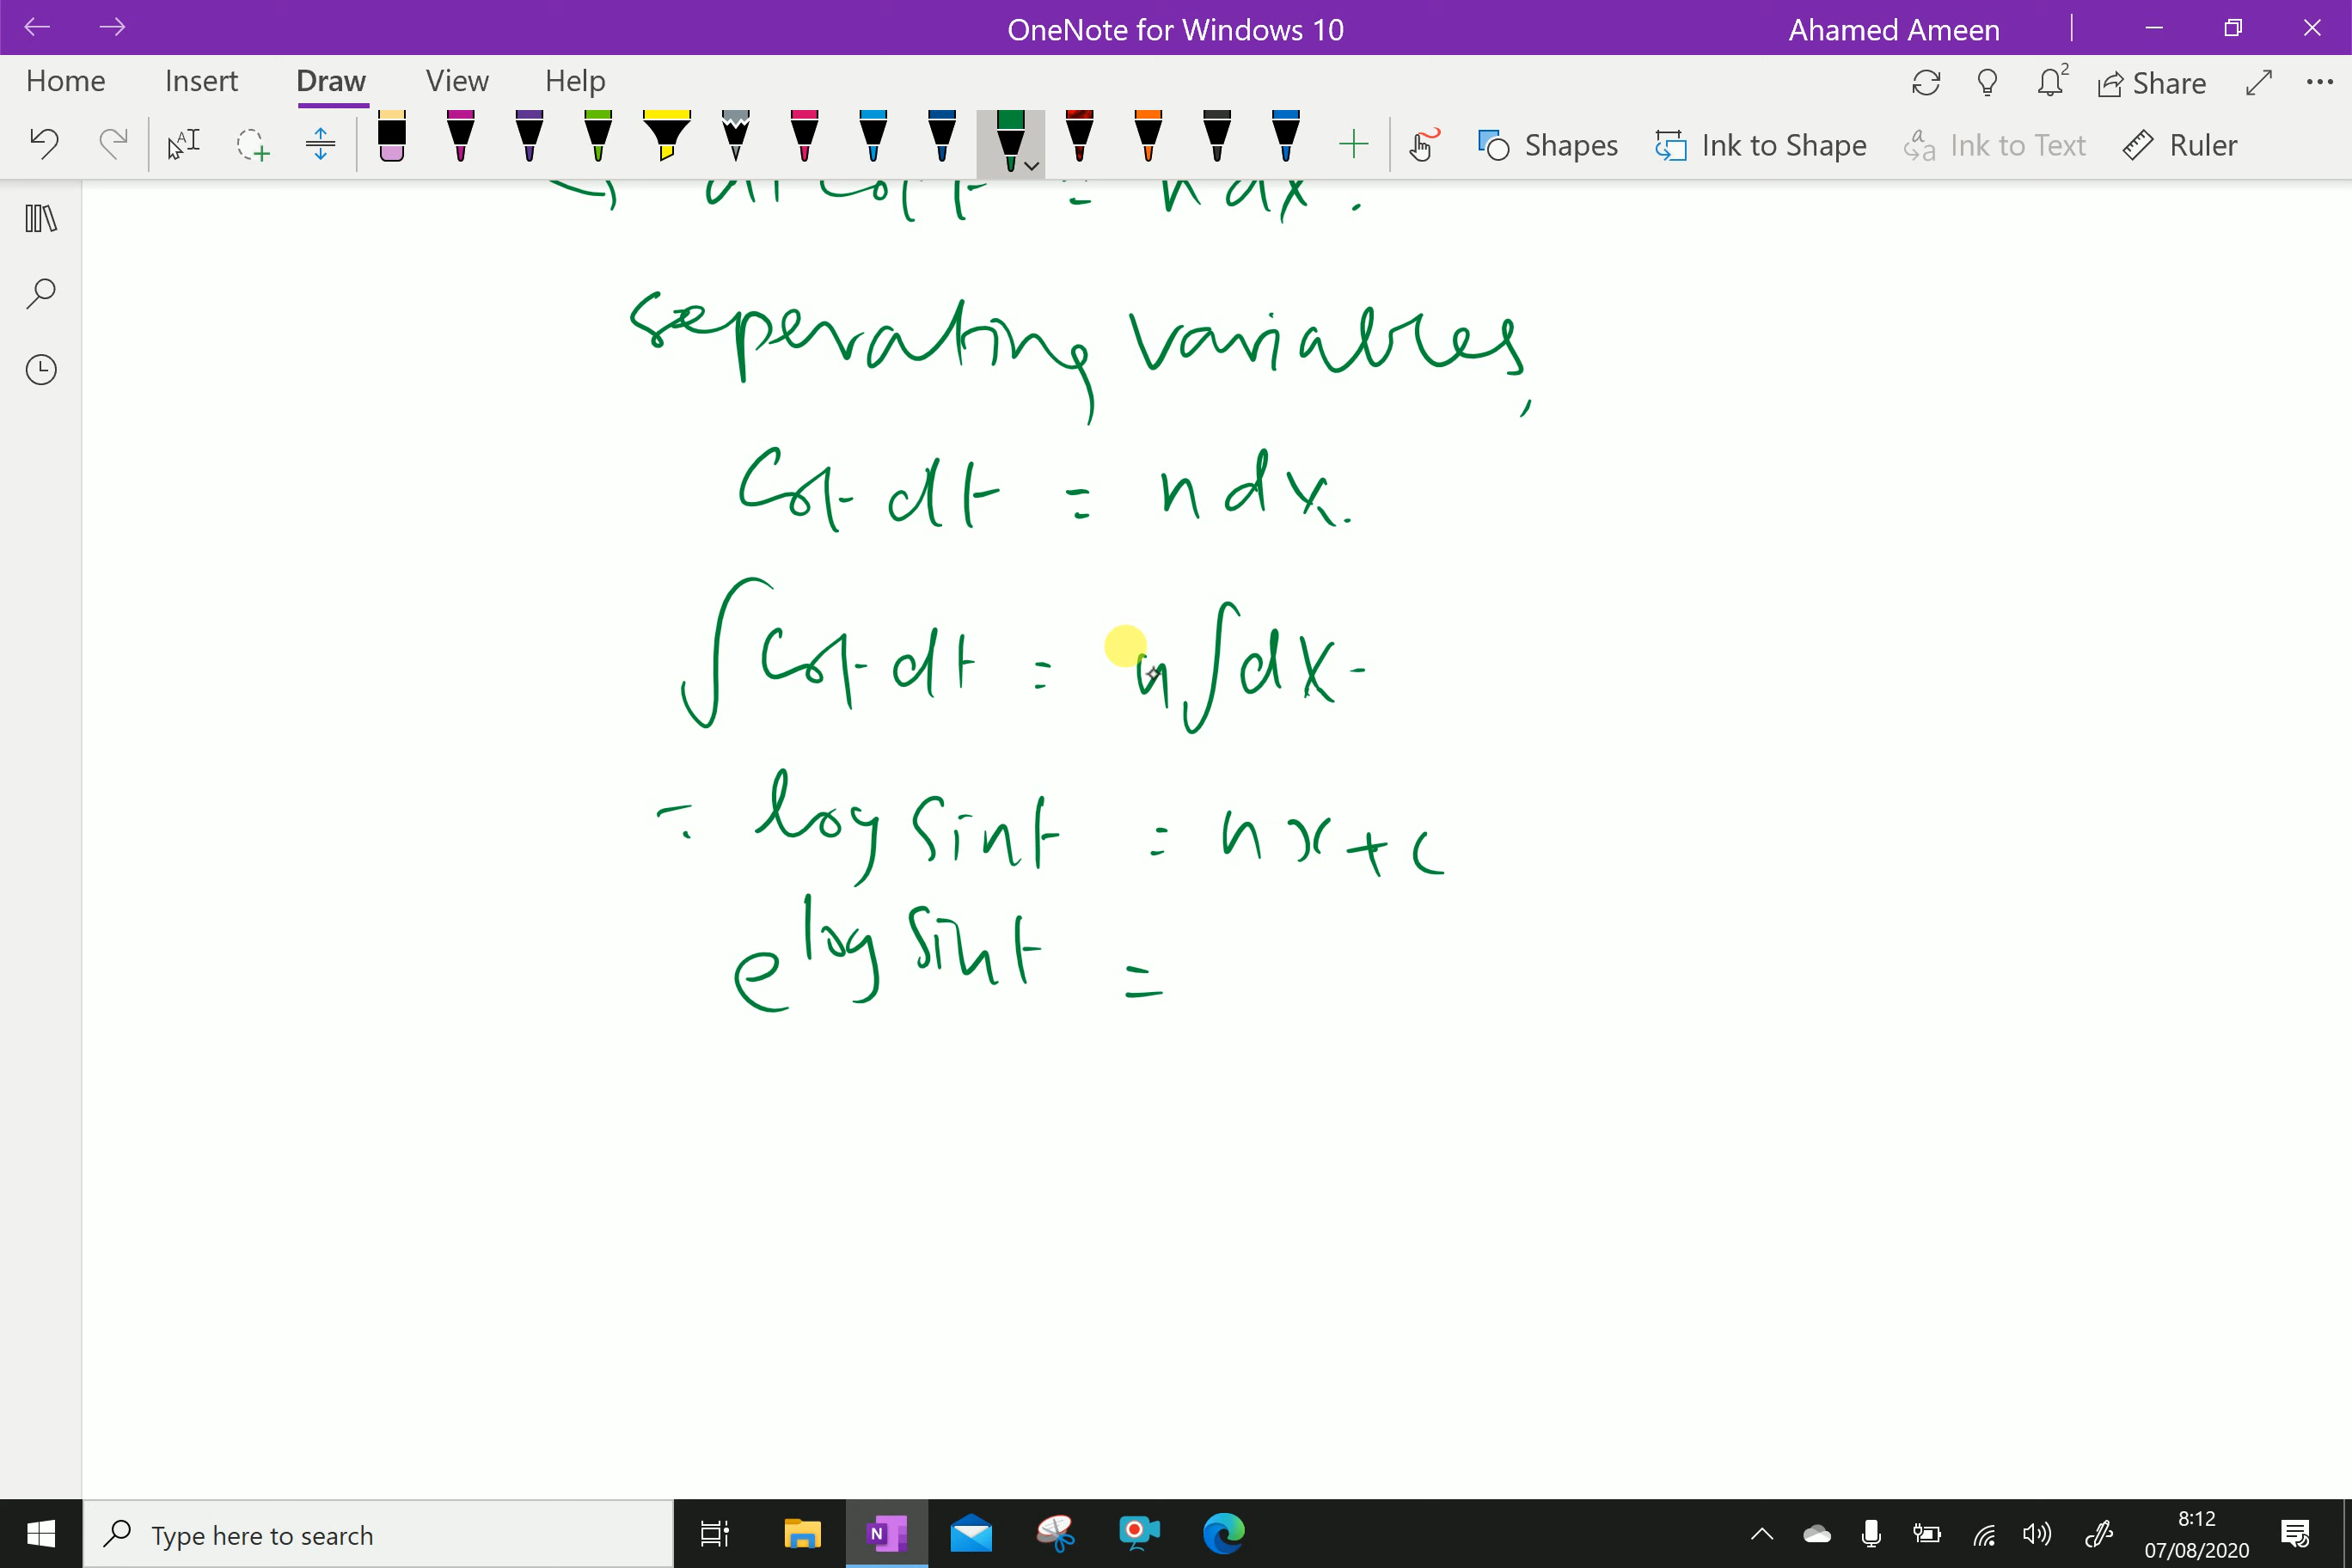 OneNote for Windows 10 Ahamed Ameen
Home Insert Draw View Help 2 Share
Shapes Ink to Shape Ink to Text Ruler
= n dx.
seperating variables,
Cot dt = n dx.
∫ Cot dt = n ∫ dx.
= log sint = nx + c
e^log sint =
Type here to search
8:12
07/08/2020